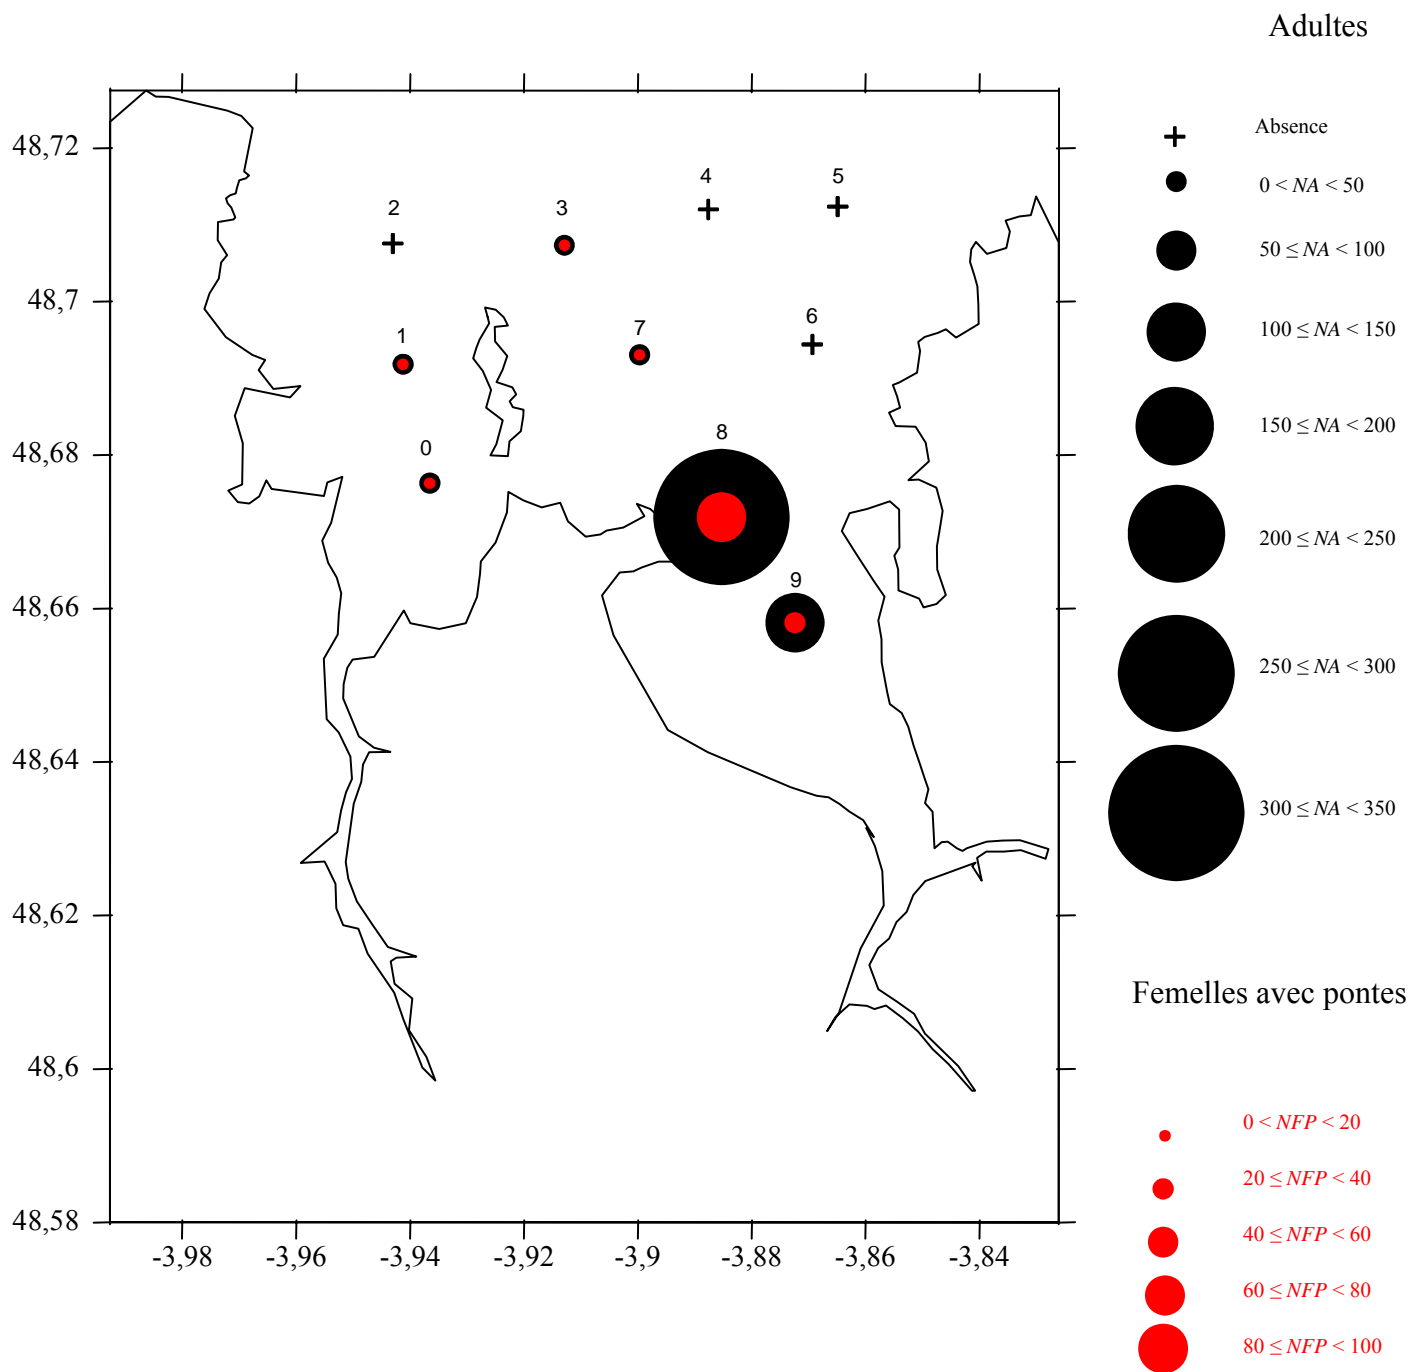 Adultes
Absence
0 < NA < 50
50 ≤ NA < 100
100 ≤ NA < 150
150 ≤ NA < 200
200 ≤ NA < 250
250 ≤ NA < 300
300 ≤ NA < 350
Femelles avec pontes
0 < NFP < 20
20 ≤ NFP < 40
40 ≤ NFP < 60
60 ≤ NFP < 80
80 ≤ NFP < 100
48,72
48,7
48,68
48,66
48,64
48,62
48,6
48,58
-3,98 -3,96 -3,94 -3,92 -3,9 -3,88 -3,86 -3,84
4 5
2 3
6
1 7
8
0
9